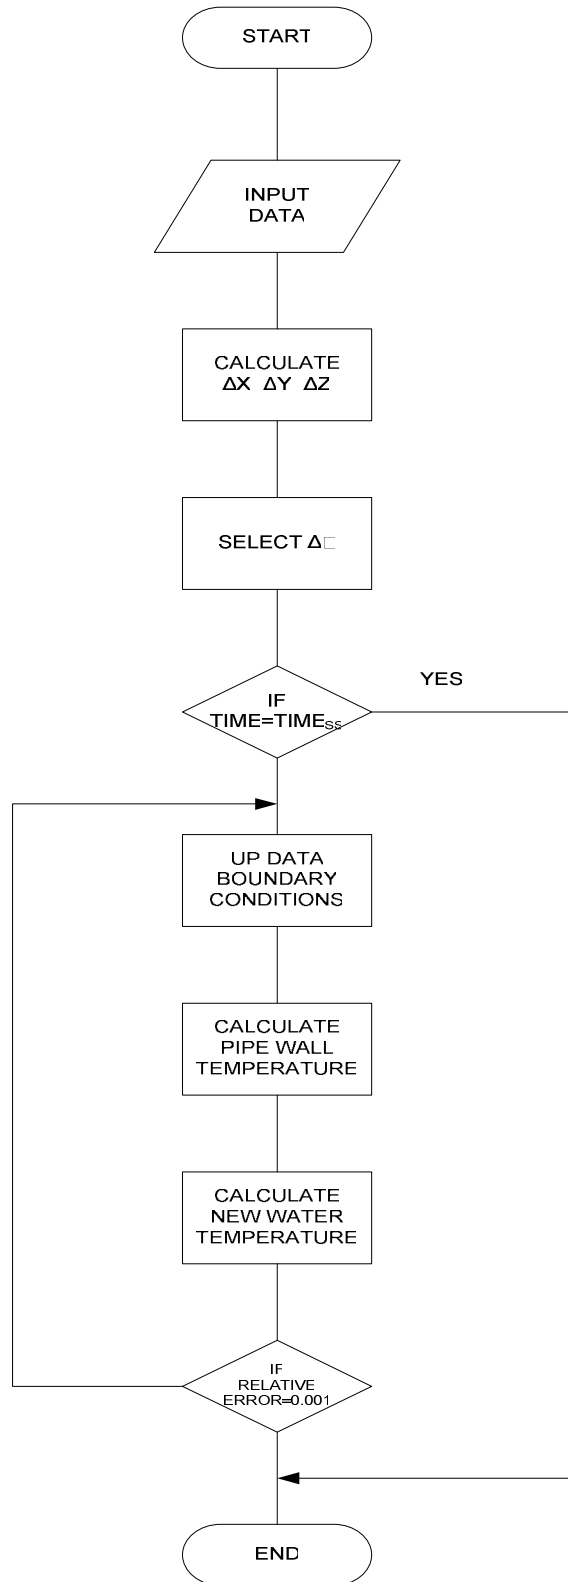 START
INPUT
DATA
CALCULATE
ΔX ΔY ΔZ
SELECT Δ□
YES
IF
TIME=TIMEss
UP DATA
BOUNDARY
CONDITIONS
CALCULATE
PIPE WALL
TEMPERATURE
CALCULATE
NEW WATER
TEMPERATURE
IF
RELATIVE
ERROR=0.001
END